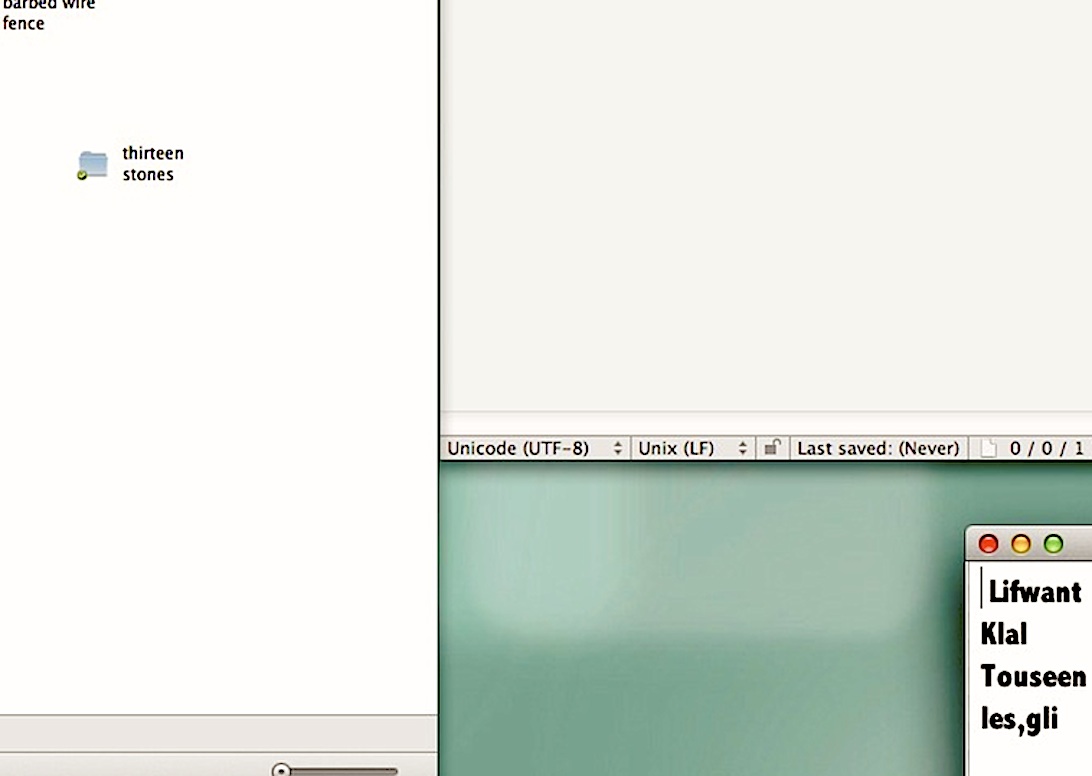 barbed wire
fence
thirteen
stones
Unicode (UTF-8)
Unix (LF)
Last saved: (Never)
0 / 0 / 1
Lifwant
Klal
Touseen
les,gli